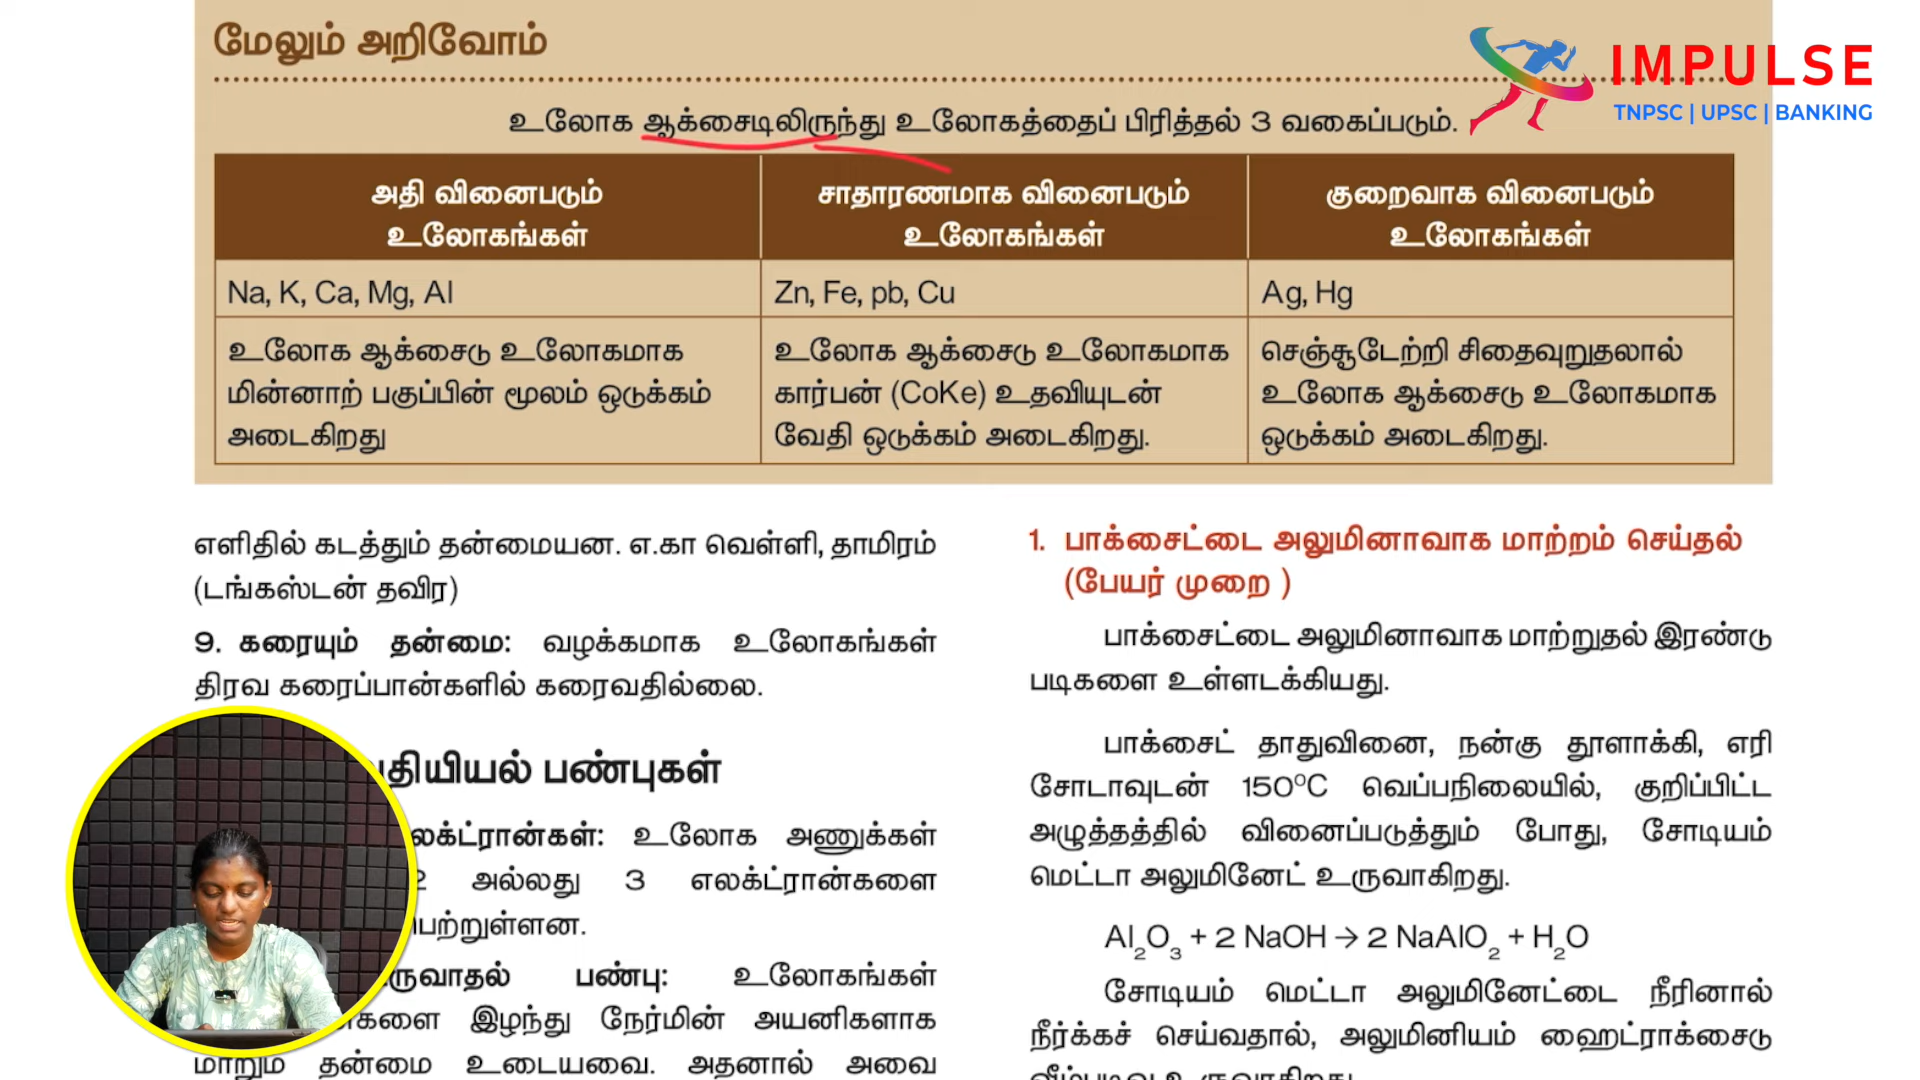 மேலும் அறிவோம்
IMPULSE
TNPSC | UPSC | BANKING
உலோக ஆக்சைடிலிருந்து உலோகத்தைப் பிரித்தல் 3 வகைப்படும்.
அதி வினைபடும் உலோகங்கள்
சாதாரணமாக வினைபடும் உலோகங்கள்
குறைவாக வினைபடும் உலோகங்கள்
Na, K, Ca, Mg, Al
Zn, Fe, pb, Cu
Ag, Hg
உலோக ஆக்சைடு உலோகமாக
மின்னாற் பகுப்பின் மூலம் ஒடுக்கம்
அடைகிறது
உலோக ஆக்சைடு உலோகமாக
கார்பன் (CoKe) உதவியுடன்
வேதி ஒடுக்கம் அடைகிறது.
செஞ்சூடேற்றி சிதைவுறுதலால்
உலோக ஆக்சைடு உலோகமாக
ஒடுக்கம் அடைகிறது.
எளிதில் கடத்தும் தன்மையன. எ.கா வெள்ளி, தாமிரம்
(டங்கஸ்டன் தவிர)
9. கரையும் தன்மை: வழக்கமாக உலோகங்கள்
திரவ கரைப்பான்களில் கரைவதில்லை.
தியியல் பண்புகள்
லக்ட்ரான்கள்: உலோக அணுக்கள்
2 அல்லது 3 எலக்ட்ரான்களை
பெற்றுள்ளன.
ருவாதல் பண்பு: உலோகங்கள்
களை இழந்து நேர்மின் அயனிகளாக
மாறும் தன்மை உடையவை. அதனால் அவை
1. பாக்சைட்டை அலுமினாவாக மாற்றம் செய்தல்
(பேயர் முறை )
பாக்சைட்டை அலுமினாவாக மாற்றுதல் இரண்டு
படிகளை உள்ளடக்கியது.
பாக்சைட் தாதுவினை, நன்கு தூளாக்கி, எரி
சோடாவுடன் 150⁰C வெப்பநிலையில், குறிப்பிட்ட
அழுத்தத்தில் வினைப்படுத்தும் போது, சோடியம்
மெட்டா அலுமினேட் உருவாகிறது.
Al₂O₃ + 2 NaOH → 2 NaAlO₂ + H₂O
சோடியம் மெட்டா அலுமினேட்டை நீரினால்
நீர்க்கச் செய்வதால், அலுமினியம் ஹைட்ராக்சைடு